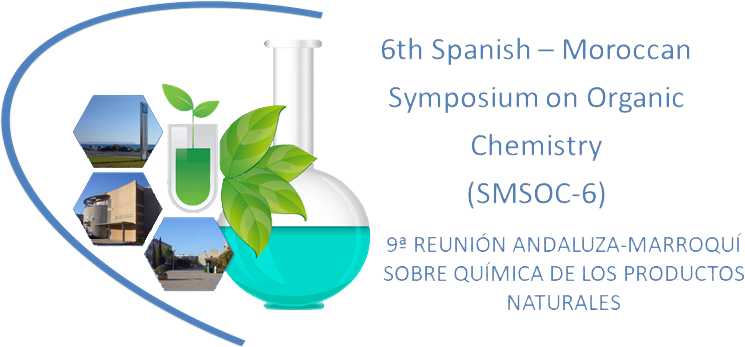 6th Spanish – Moroccan
Symposium on Organic
Chemistry
(SMSOC-6)
9ª REUNIÓN ANDALUZA-MARROQUÍ
SOBRE QUÍMICA DE LOS PRODUCTOS
NATURALES